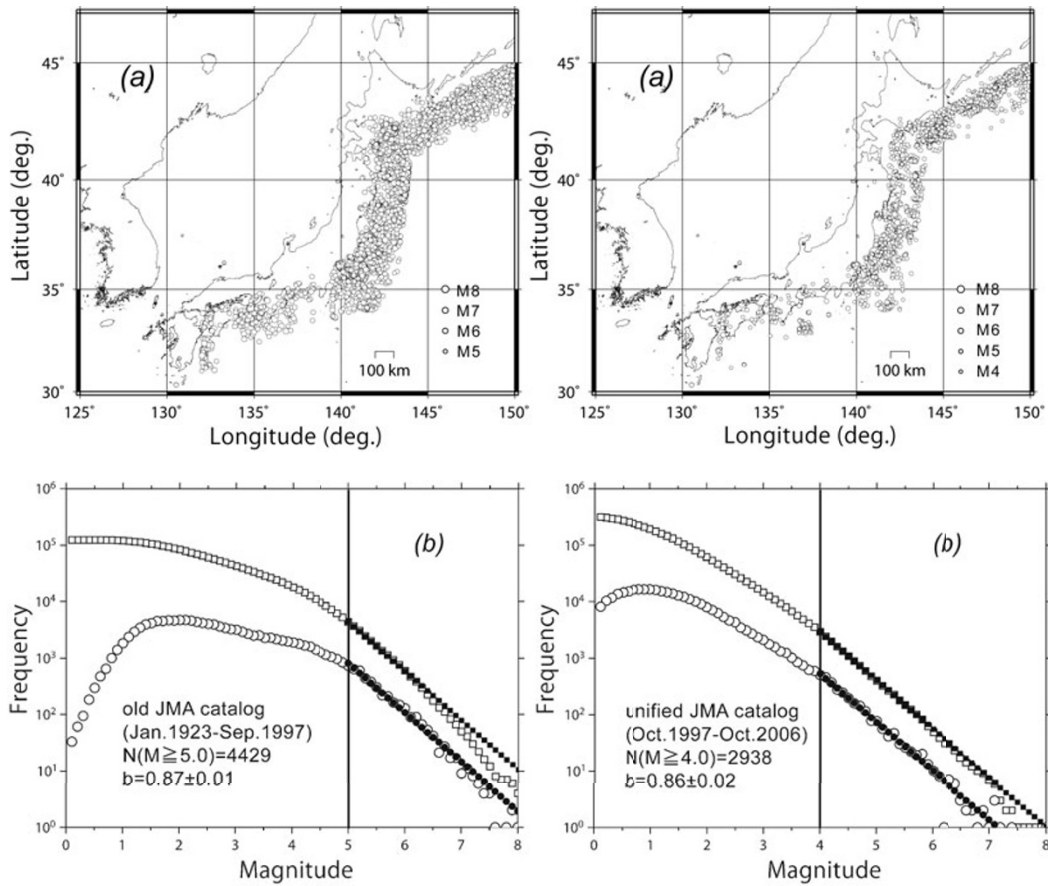 (a)
45°
40°
35°
30°
Latitude (deg.)
M8
M7
M6
M5
100 km
125° 130° 135° 140° 145° 150°
Longitude (deg.)
(a)
45°
40°
35°
30°
Latitude (deg.)
M8
M7
M6
M5
M4
100 km
125° 130° 135° 140° 145° 150°
Longitude (deg.)
(b)
10⁶
10⁵
10⁴
10³
10²
10¹
10⁰
Frequency
old JMA catalog
(Jan.1923-Sep.1997)
N(M≧5.0)=4429
b=0.87±0.01
0 1 2 3 4 5 6 7 8
Magnitude
(b)
10⁶
10⁵
10⁴
10³
10²
10¹
10⁰
Frequency
unified JMA catalog
(Oct.1997-Oct.2006)
N(M≧4.0)=2938
b=0.86±0.02
0 1 2 3 4 5 6 7 8
Magnitude